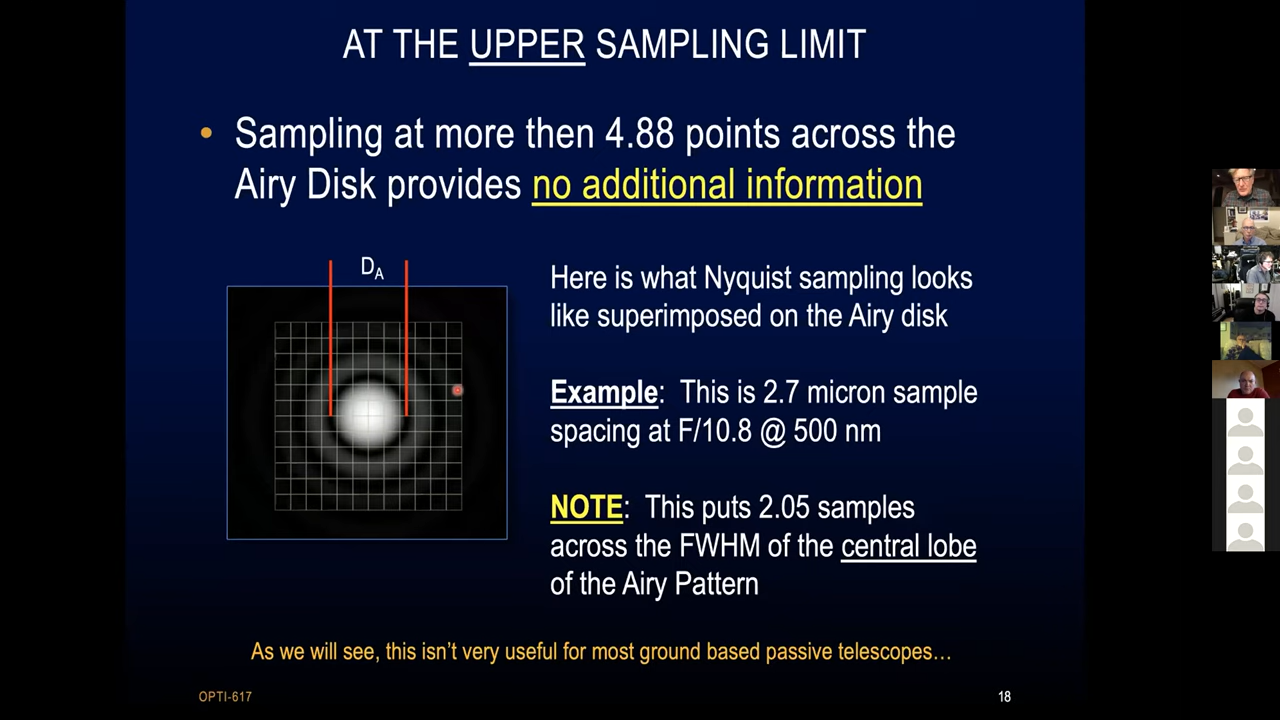 AT THE UPPER SAMPLING LIMIT
• Sampling at more then 4.88 points across the
Airy Disk provides no additional information
DA
Here is what Nyquist sampling looks
like superimposed on the Airy disk
Example: This is 2.7 micron sample
spacing at F/10.8 @ 500 nm
NOTE: This puts 2.05 samples
across the FWHM of the central lobe
of the Airy Pattern
As we will see, this isn't very useful for most ground based passive telescopes…
OPTI-617
18